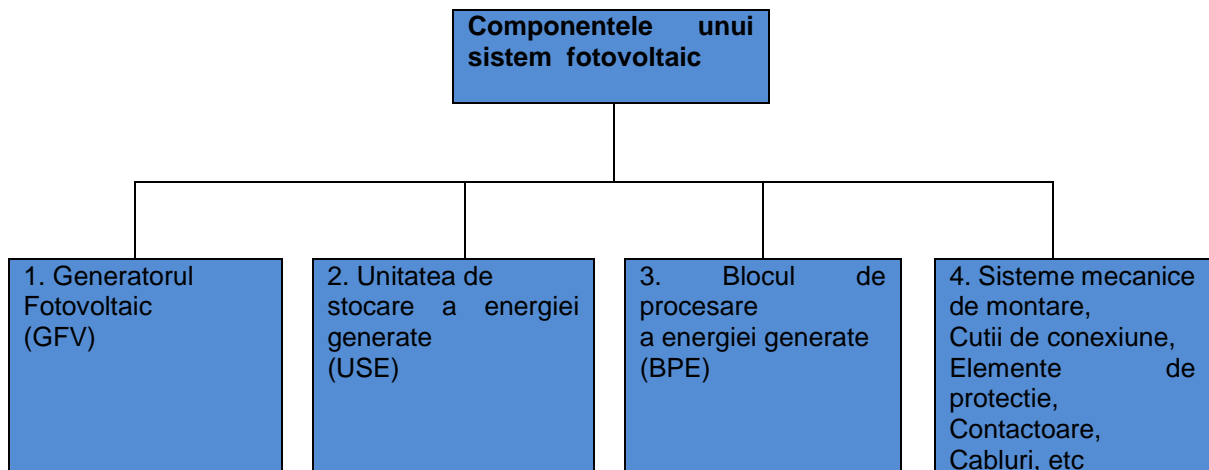 Componentele unui
sistem fotovoltaic
1. Generatorul
Fotovoltaic
(GFV)
2. Unitatea de
stocare a energiei
generate
(USE)
3. Blocul de
procesare
a energiei generate
(BPE)
4. Sisteme mecanice
de montare,
Cutii de conexiune,
Elemente de
protectie,
Contactoare,
Cabluri, etc